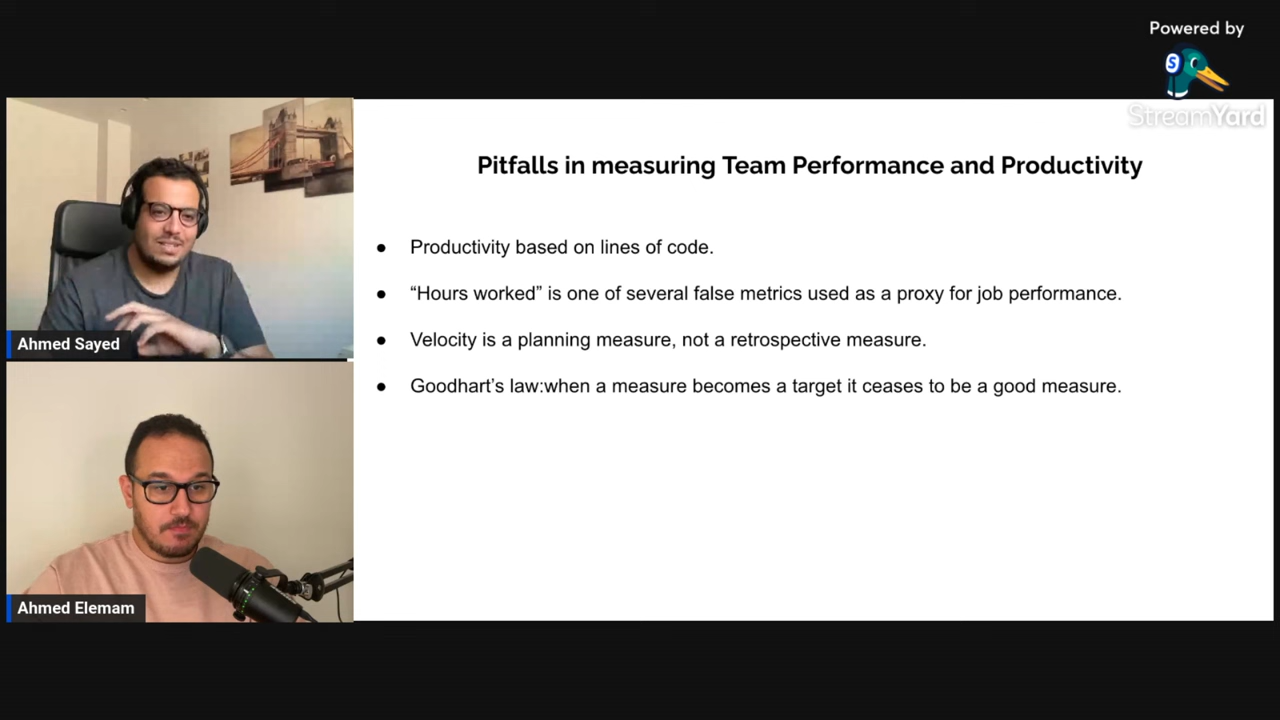 Powered by
S
StreamYard
Pitfalls in measuring Team Performance and Productivity
● Productivity based on lines of code.
● “Hours worked” is one of several false metrics used as a proxy for job performance.
● Velocity is a planning measure, not a retrospective measure.
● Goodhart’s law:when a measure becomes a target it ceases to be a good measure.
Ahmed Sayed
Ahmed Elemam